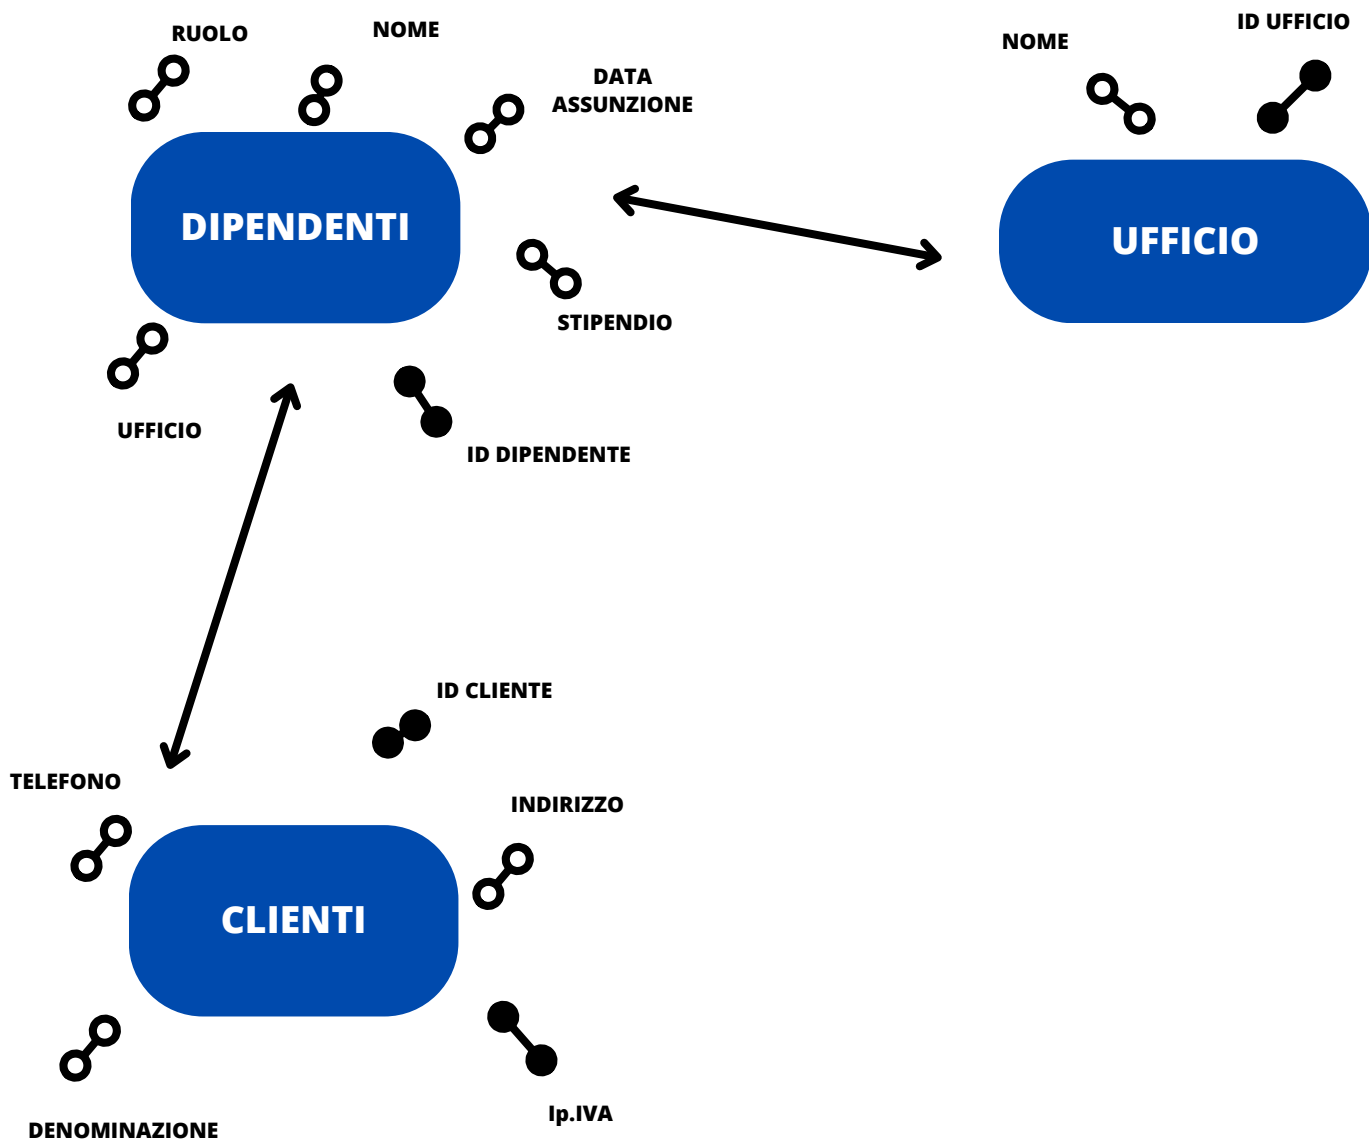 RUOLO
NOME
DATA
ASSUNZIONE
NOME
ID UFFICIO
DIPENDENTI
UFFICIO
STIPENDIO
UFFICIO
ID DIPENDENTE
ID CLIENTE
TELEFONO
INDIRIZZO
CLIENTI
Ip.IVA
DENOMINAZIONE